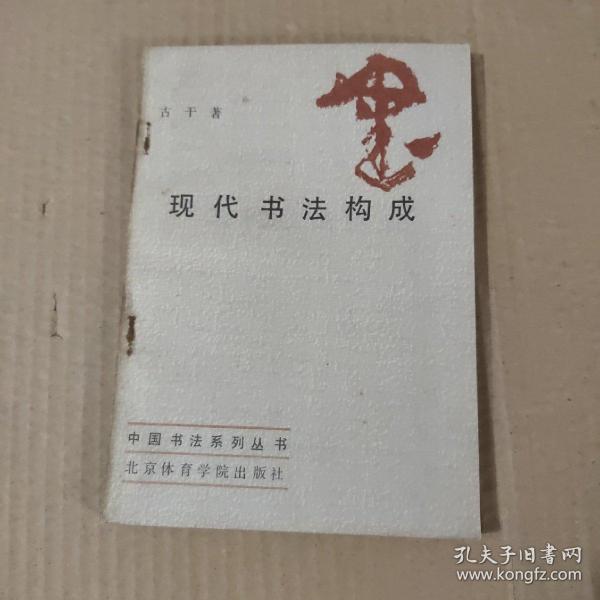 古干著
现代书法构成
中国书法系列丛书
北京体育学院出版社
孔夫子旧书网
www.kongfz.com